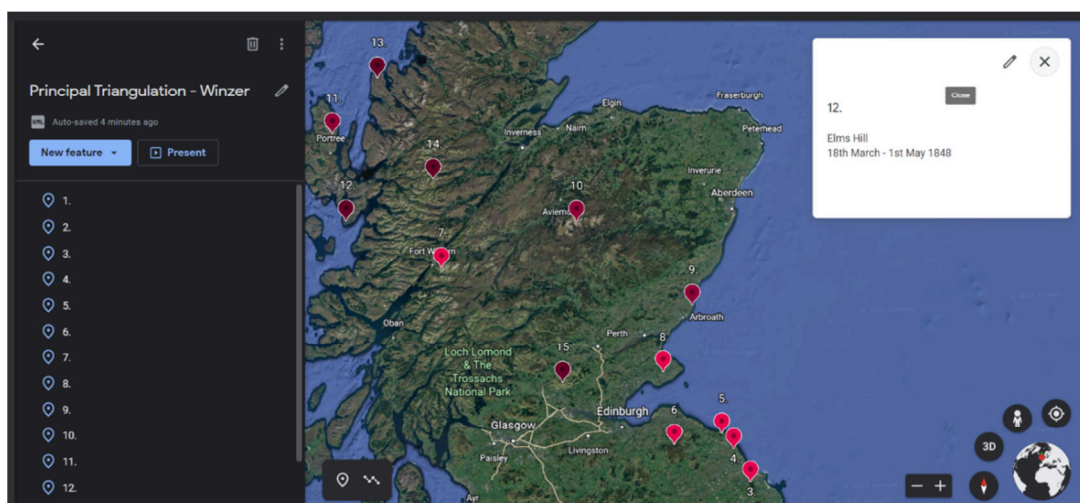 Principal Triangulation - Winzer
KML
Auto-saved 4 minutes ago
New feature
Present
1.
2.
3.
4.
5.
6.
7.
8.
9.
10.
11.
12.
13.
11.
Portree
12.
14
Inverness
Nairn
Elgin
Fraserburgh
Peterhead
Inverurie
Aberdeen
10
7.
Oban
9.
Arbroath
Perth
8.
15
Loch Lomond
& The
Trossachs
National Park
Edinburgh
Glasgow
Paisley
Livingston
Ayr
6
5.
4
3
Close
12.
Elms Hill
18th March - 1st May 1848
3D